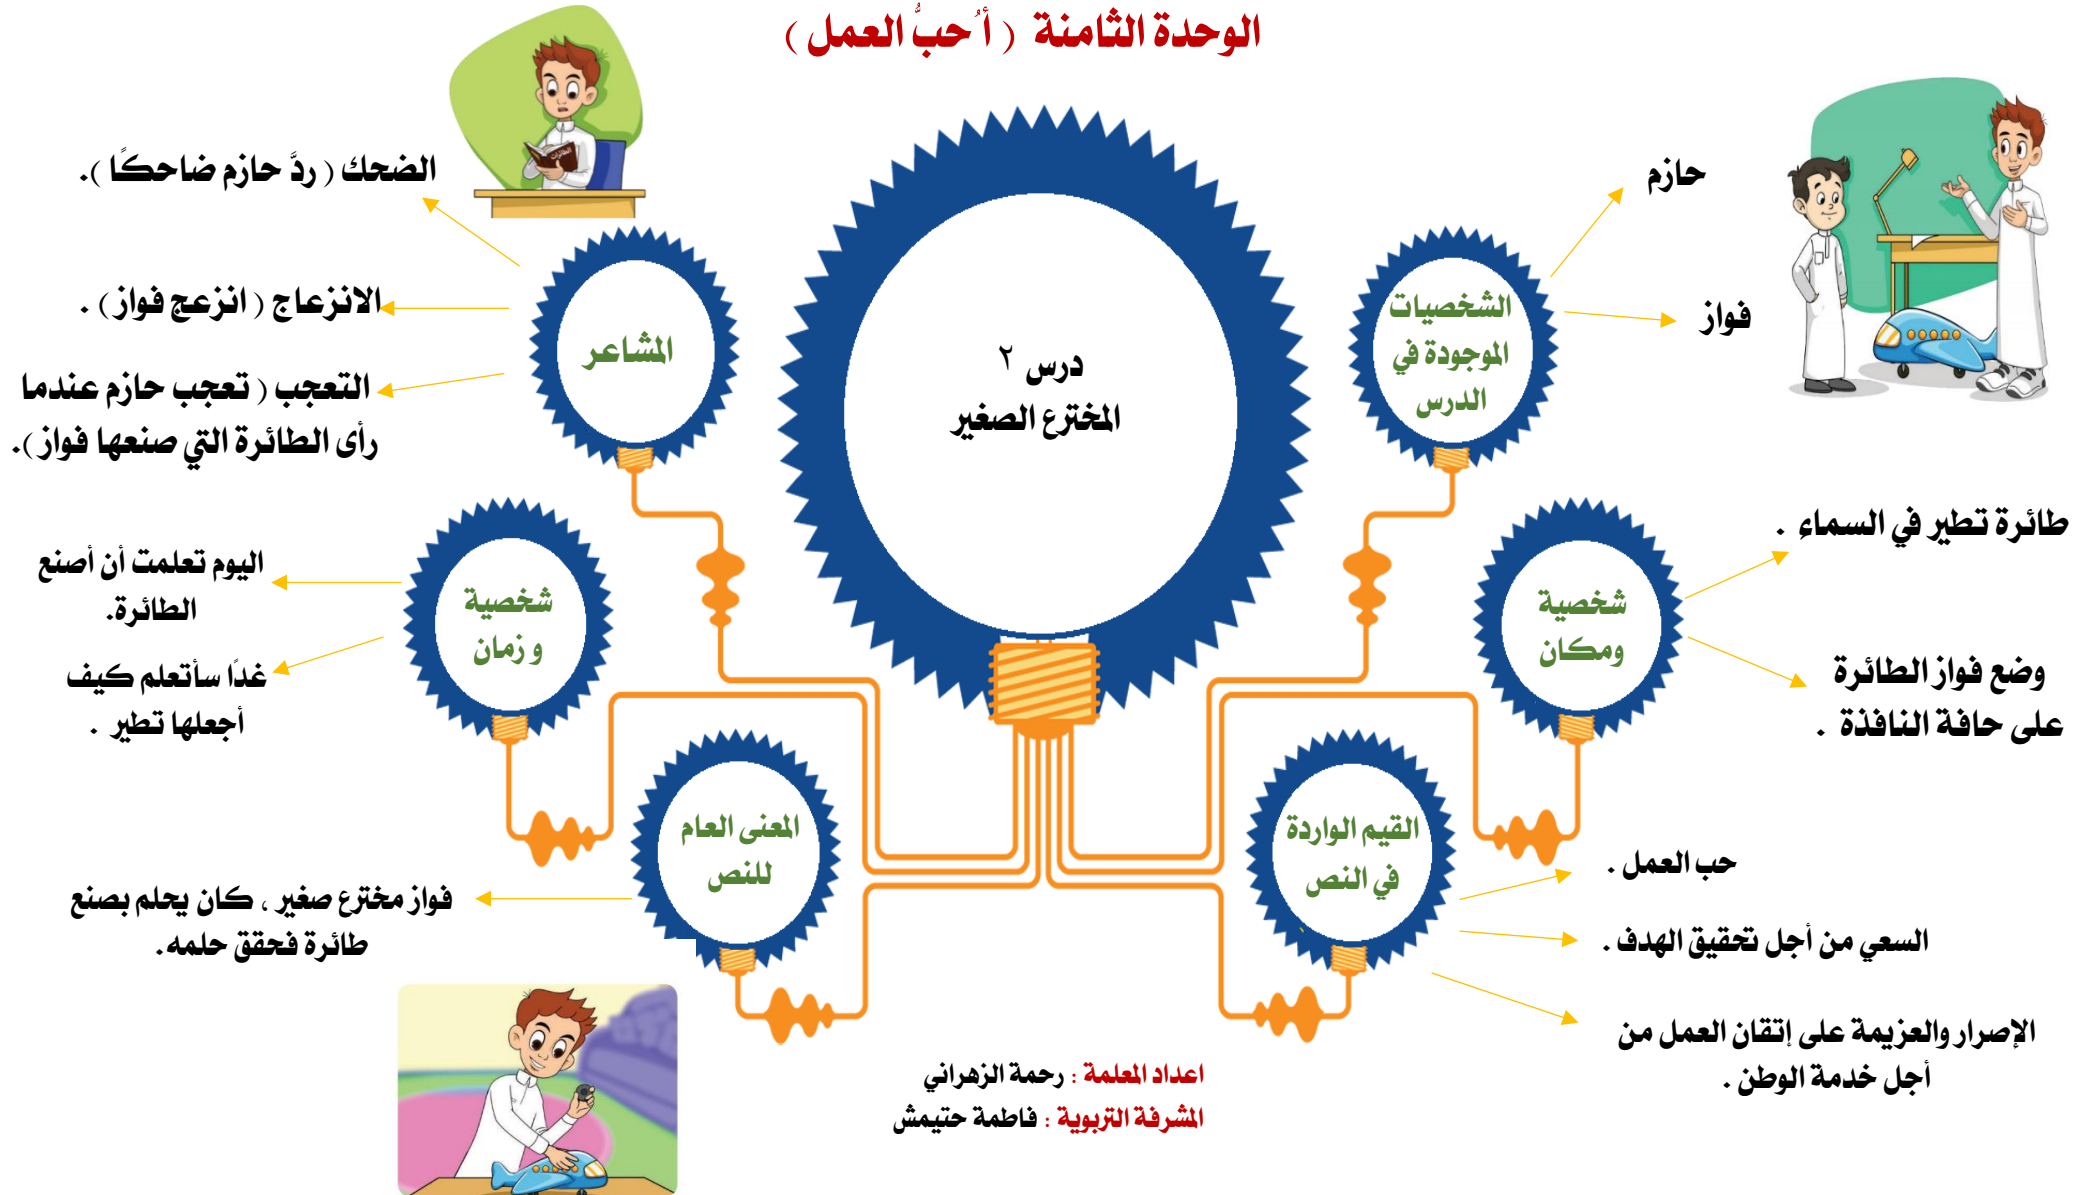 الوحدة الثامنة ( أُحبُّ العمل )
درس ٢
المخترع الصغير
الشخصيات
الموجودة في
الدرس
حازم
فواز
شخصية
ومكان
طائرة تطير في السماء .
وضع فواز الطائرة
على حافة النافذة .
القيم الواردة
في النص
حب العمل .
السعي من أجل تحقيق الهدف .
الإصرار والعزيمة على إتقان العمل من
أجل خدمة الوطن .
المشاعر
الضحك ( ردَّ حازم ضاحكًا ).
الانزعاج ( انزعج فواز) .
التعجب ( تعجب حازم عندما
رأى الطائرة التي صنعها فواز ).
شخصية
و زمان
اليوم تعلمت أن أصنع
الطائرة.
غدًا سأتعلم كيف
أجعلها تطير .
المعنى العام
للنص
فواز مخترع صغير ، كان يحلم بصنع
طائرة فحقق حلمه.
الطائرات
اعداد المعلمة : رحمة الزهراني
المشرفة التربوية : فاطمة حتيمش